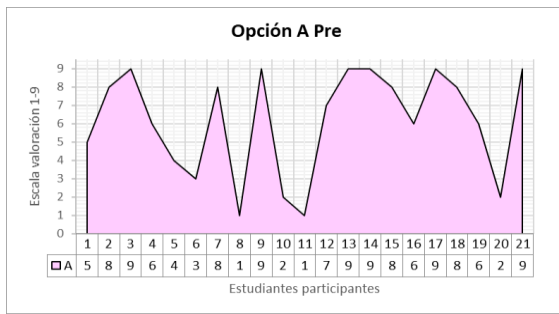 Opción A Pre
Escala valoración 1-9
9
8
7
6
5
4
3
2
1
0
1 2 3 4 5 6 7 8 9 10 11 12 13 14 15 16 17 18 19 20 21
A 5 8 9 6 4 3 8 1 9 2 1 7 9 9 8 6 9 8 6 2 9
Estudiantes participantes